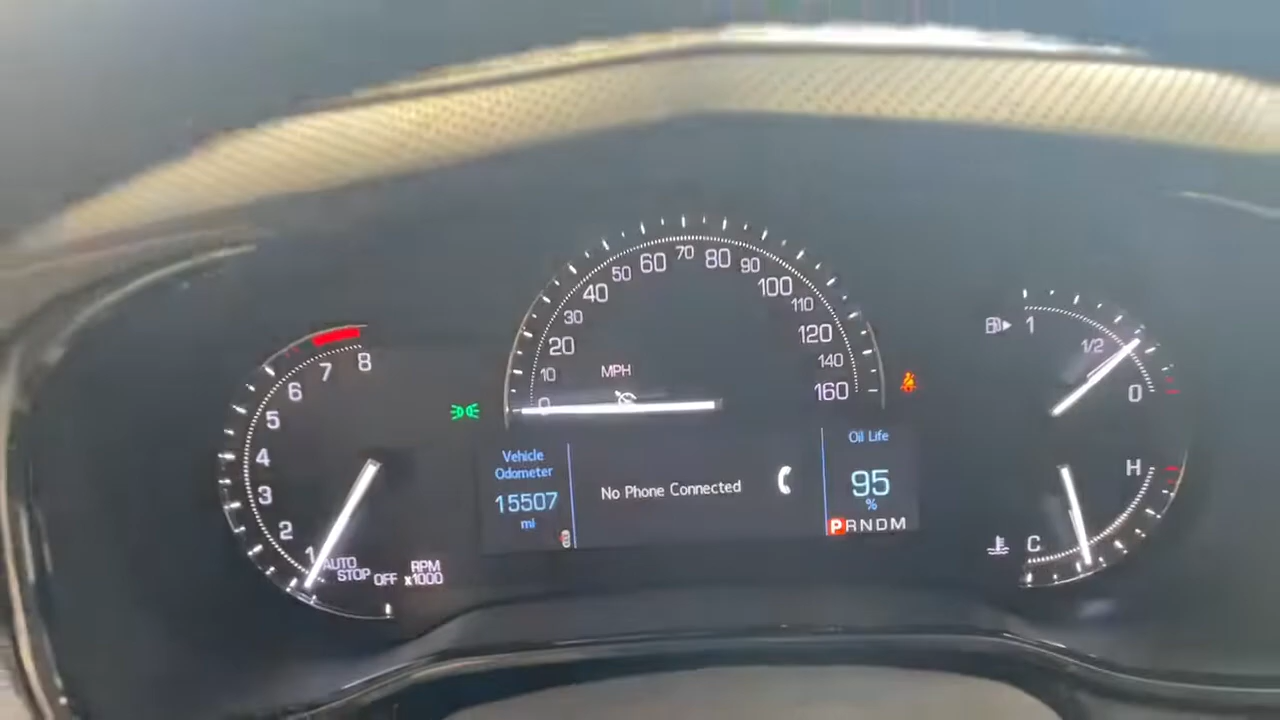 8
7
6
5
4
3
2
1
AUTO
STOP
OFF
RPM
x1000
0
10
20
30
40
50
60
70
80
90
100
110
120
140
160
MPH
Vehicle
Odometer
15507
mi
No Phone Connected
Oil Life
95
%
PRNDM
1
1/2
0
H
C